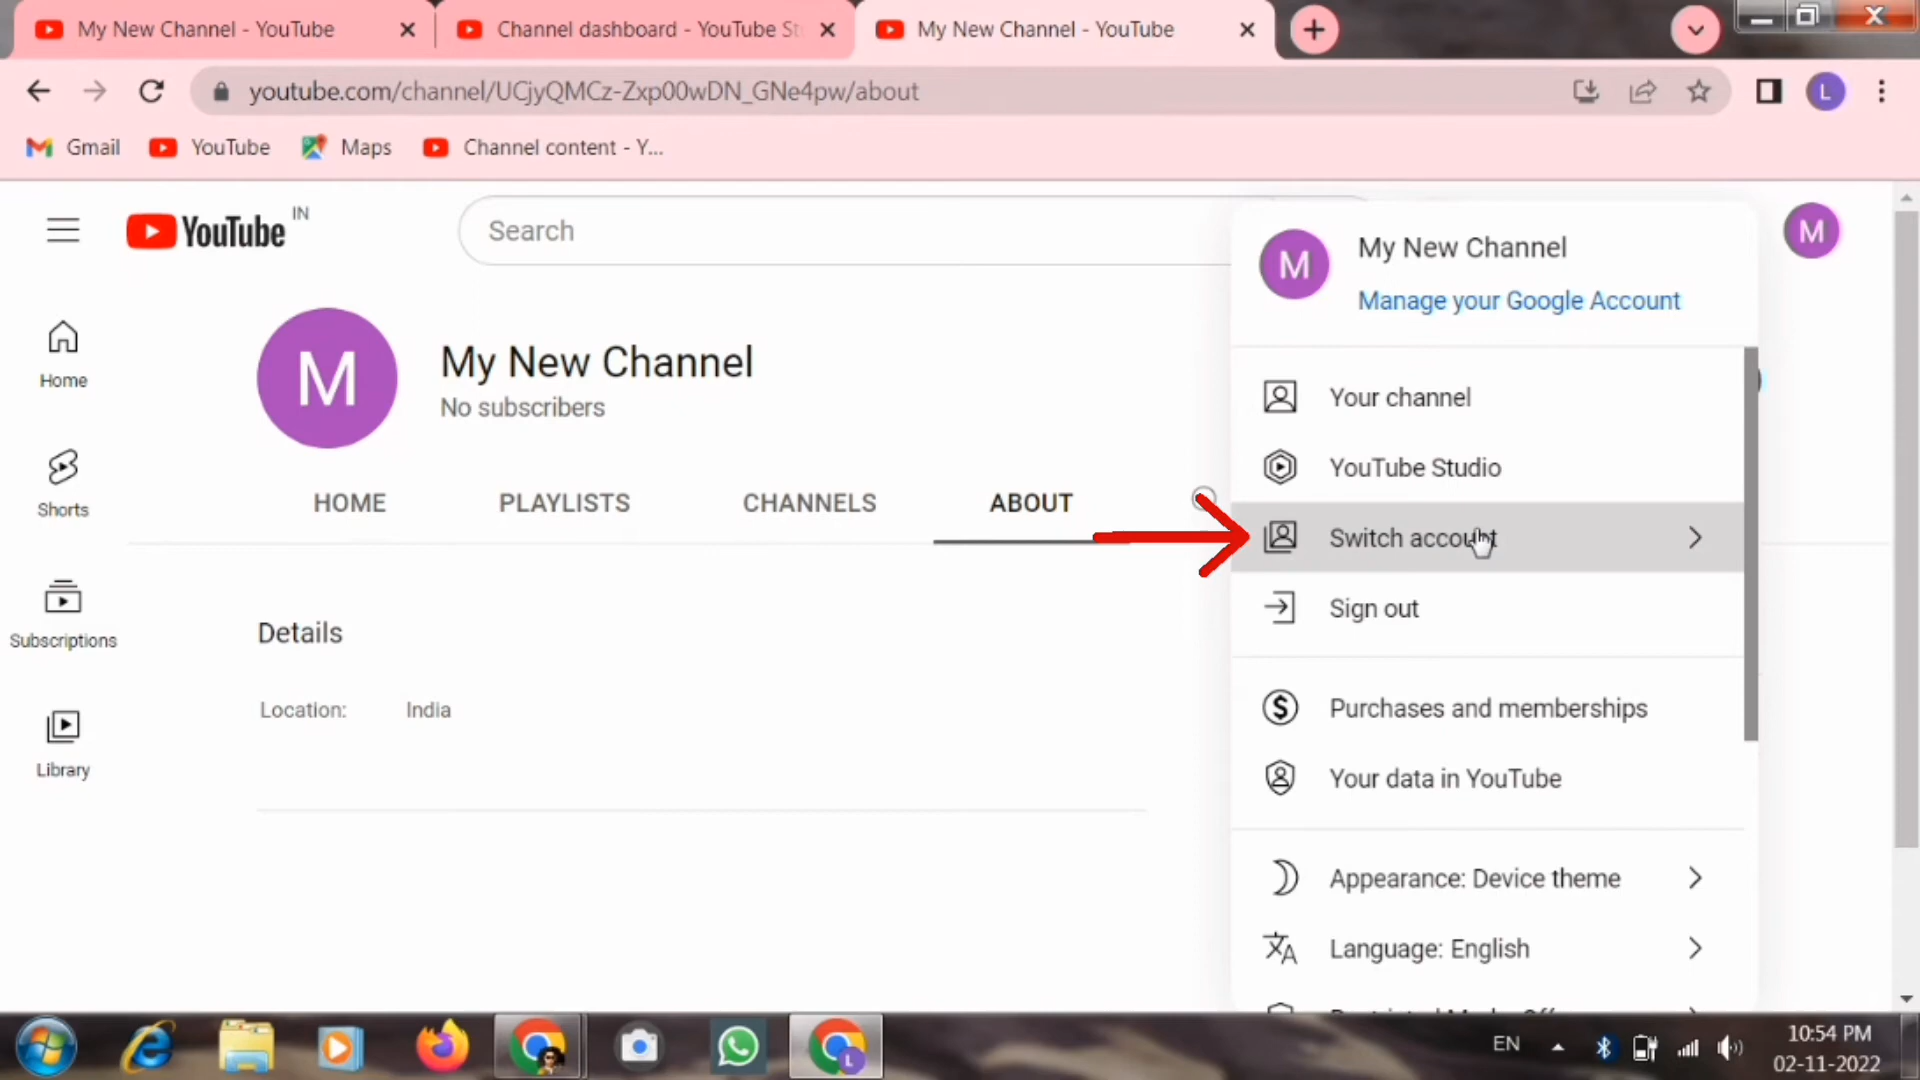 My New Channel - YouTube
Channel dashboard - YouTube St
My New Channel - YouTube
youtube.com/channel/UCjyQMCz-Zxp00wDN_GNe4pw/about
L
Gmail
YouTube
Maps
Channel content - Y...
YouTube IN
Search
M
M
My New Channel
Manage your Google Account
Home
Shorts
Subscriptions
Library
M
My New Channel
No subscribers
HOME
PLAYLISTS
CHANNELS
ABOUT
Details
Location: India
Your channel
YouTube Studio
Switch account
Sign out
Purchases and memberships
Your data in YouTube
Appearance: Device theme
Language: English
L
EN
10:54 PM
02-11-2022